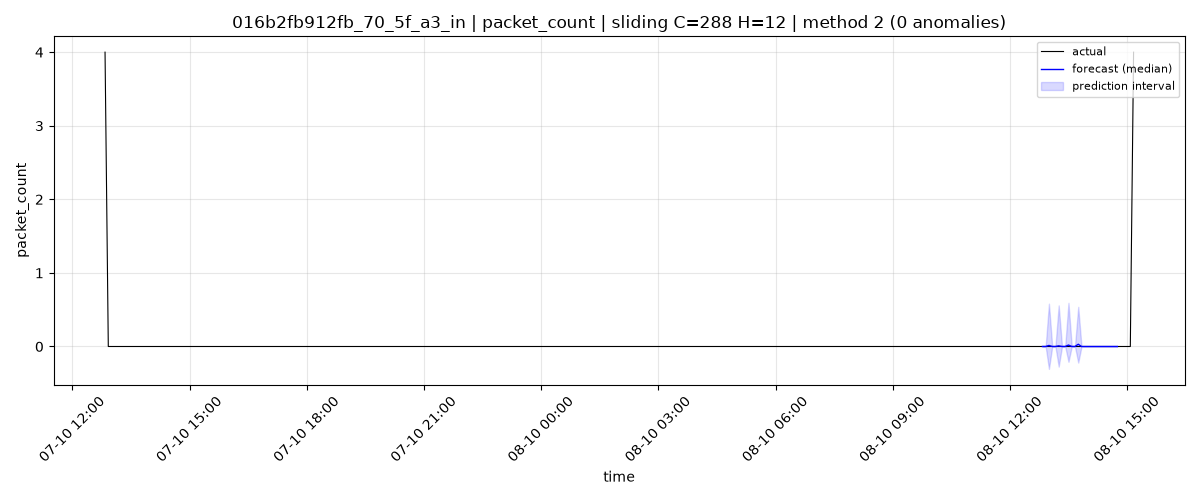 016b2fb912fb_70_5f_a3_in | packet_count | sliding C=288 H=12 | method 2 (0 anomalies)
actual
forecast (median)
prediction interval
packet_count
4
3
2
1
0
07-10 12:00
07-10 15:00
07-10 18:00
07-10 21:00
08-10 00:00
08-10 03:00
08-10 06:00
08-10 09:00
08-10 12:00
08-10 15:00
time